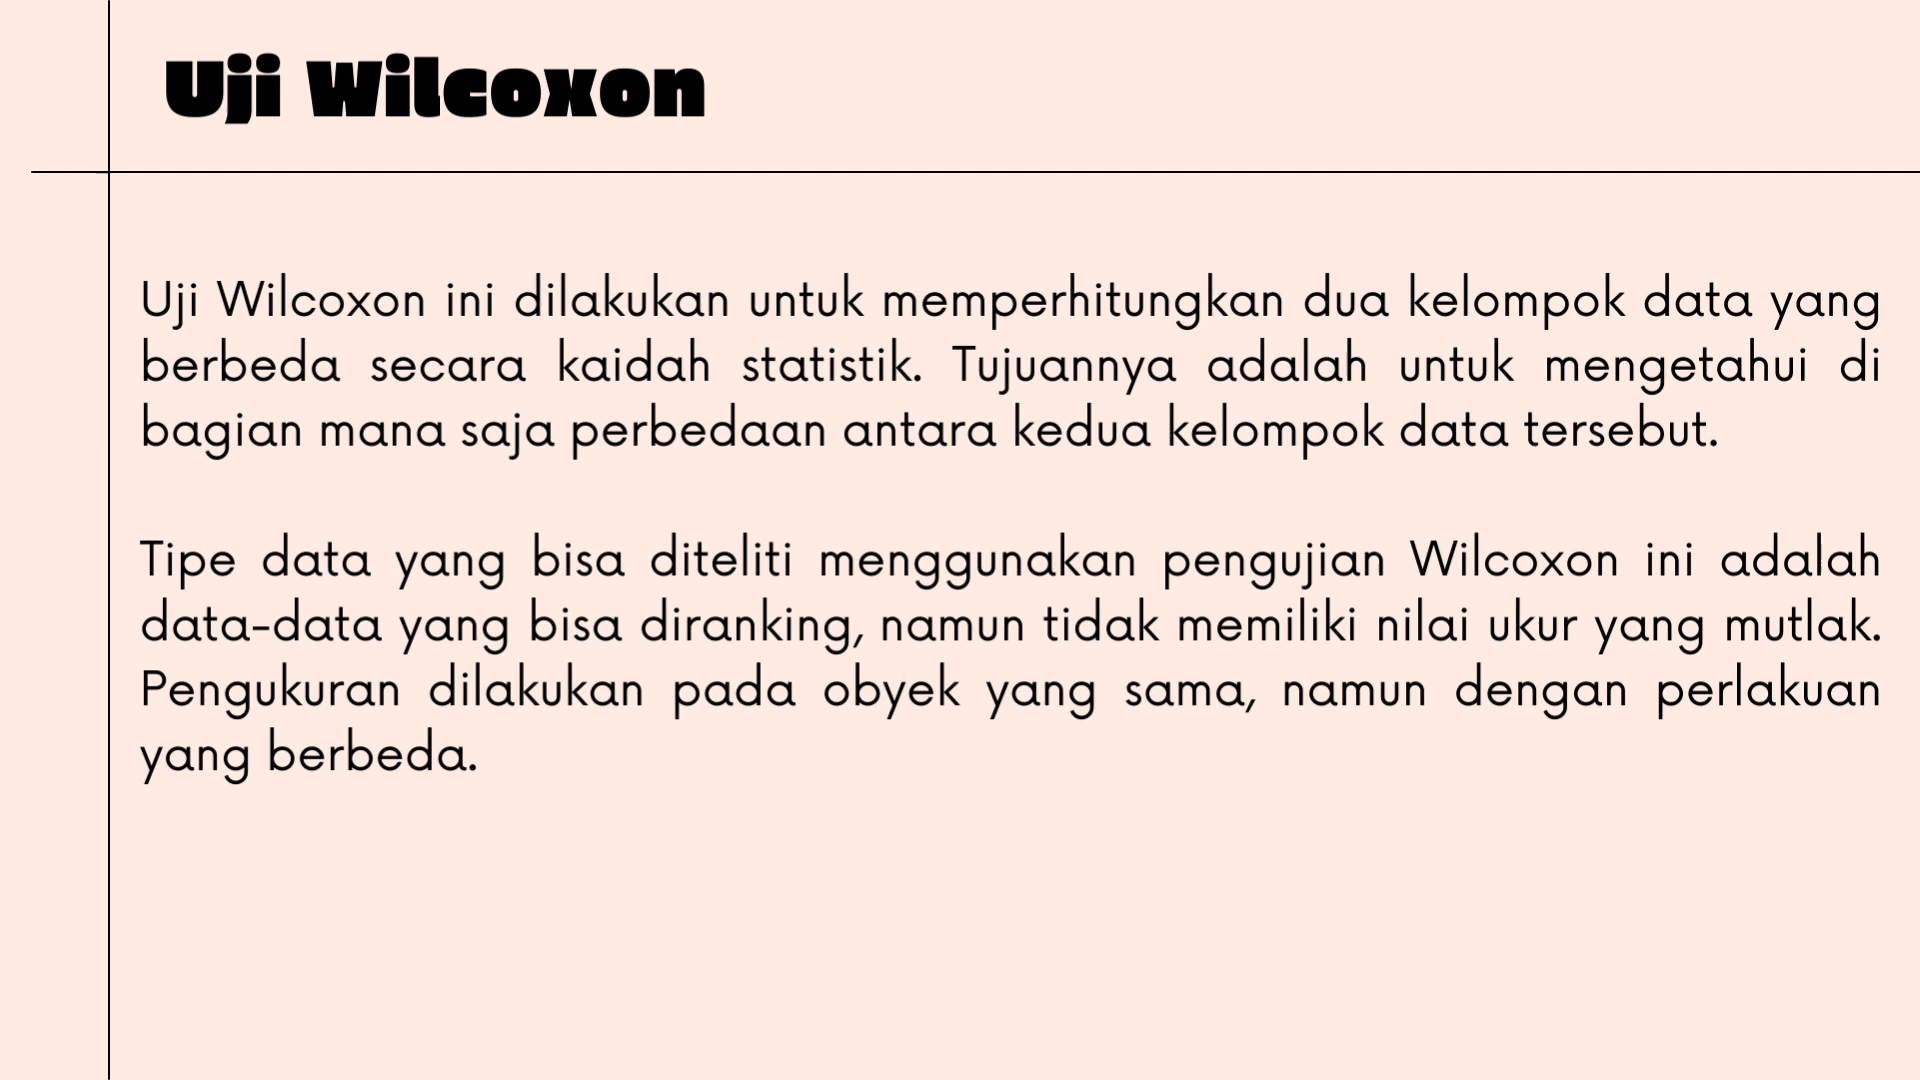 Uji Wilcoxon
Uji Wilcoxon ini dilakukan untuk memperhitungkan dua kelompok data yang
berbeda secara kaidah statistik. Tujuannya adalah untuk mengetahui di
bagian mana saja perbedaan antara kedua kelompok data tersebut.
Tipe data yang bisa diteliti menggunakan pengujian Wilcoxon ini adalah
data-data yang bisa diranking, namun tidak memiliki nilai ukur yang mutlak.
Pengukuran dilakukan pada obyek yang sama, namun dengan perlakuan
yang berbeda.